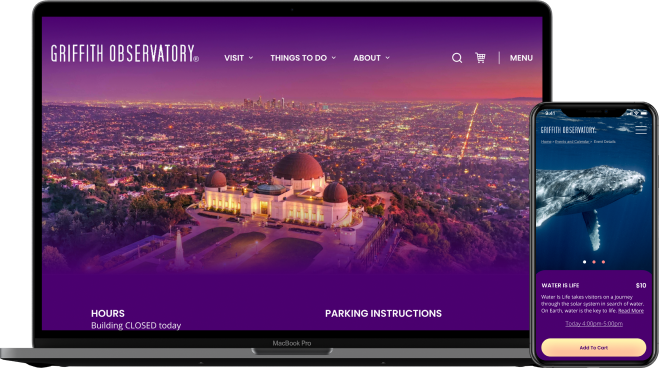 GRIFFITH OBSERVATORY®
VISIT
THINGS TO DO
ABOUT
MENU
HOURS
Building CLOSED today
PARKING INSTRUCTIONS
MacBook Pro
9:41
GRIFFITH OBSERVATORY
Home > Events and Calendar > Event Details
WATER IS LIFE $10
Water Is Life takes visitors on a journey
through the solar system in search of water.
On Earth, water is the key to life. Read More
Today 4:00pm-5:00pm
Add To Cart